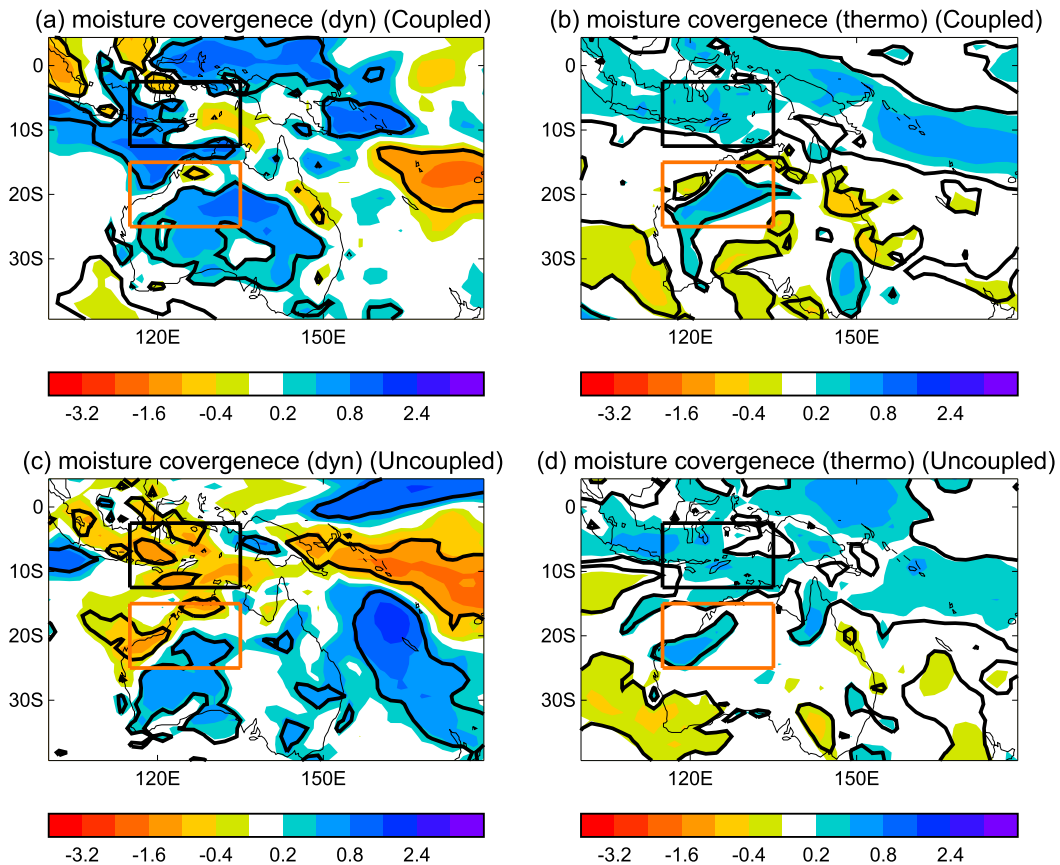 (a) moisture covergenece (dyn) (Coupled)
(b) moisture covergenece (thermo) (Coupled)
0
10S
20S
30S
120E 150E
0
10S
20S
30S
120E 150E
-3.2 -1.6 -0.4 0.2 0.8 2.4
-3.2 -1.6 -0.4 0.2 0.8 2.4
(c) moisture covergenece (dyn) (Uncoupled)
(d) moisture covergenece (thermo) (Uncoupled)
0
10S
20S
30S
120E 150E
0
10S
20S
30S
120E 150E
-3.2 -1.6 -0.4 0.2 0.8 2.4
-3.2 -1.6 -0.4 0.2 0.8 2.4